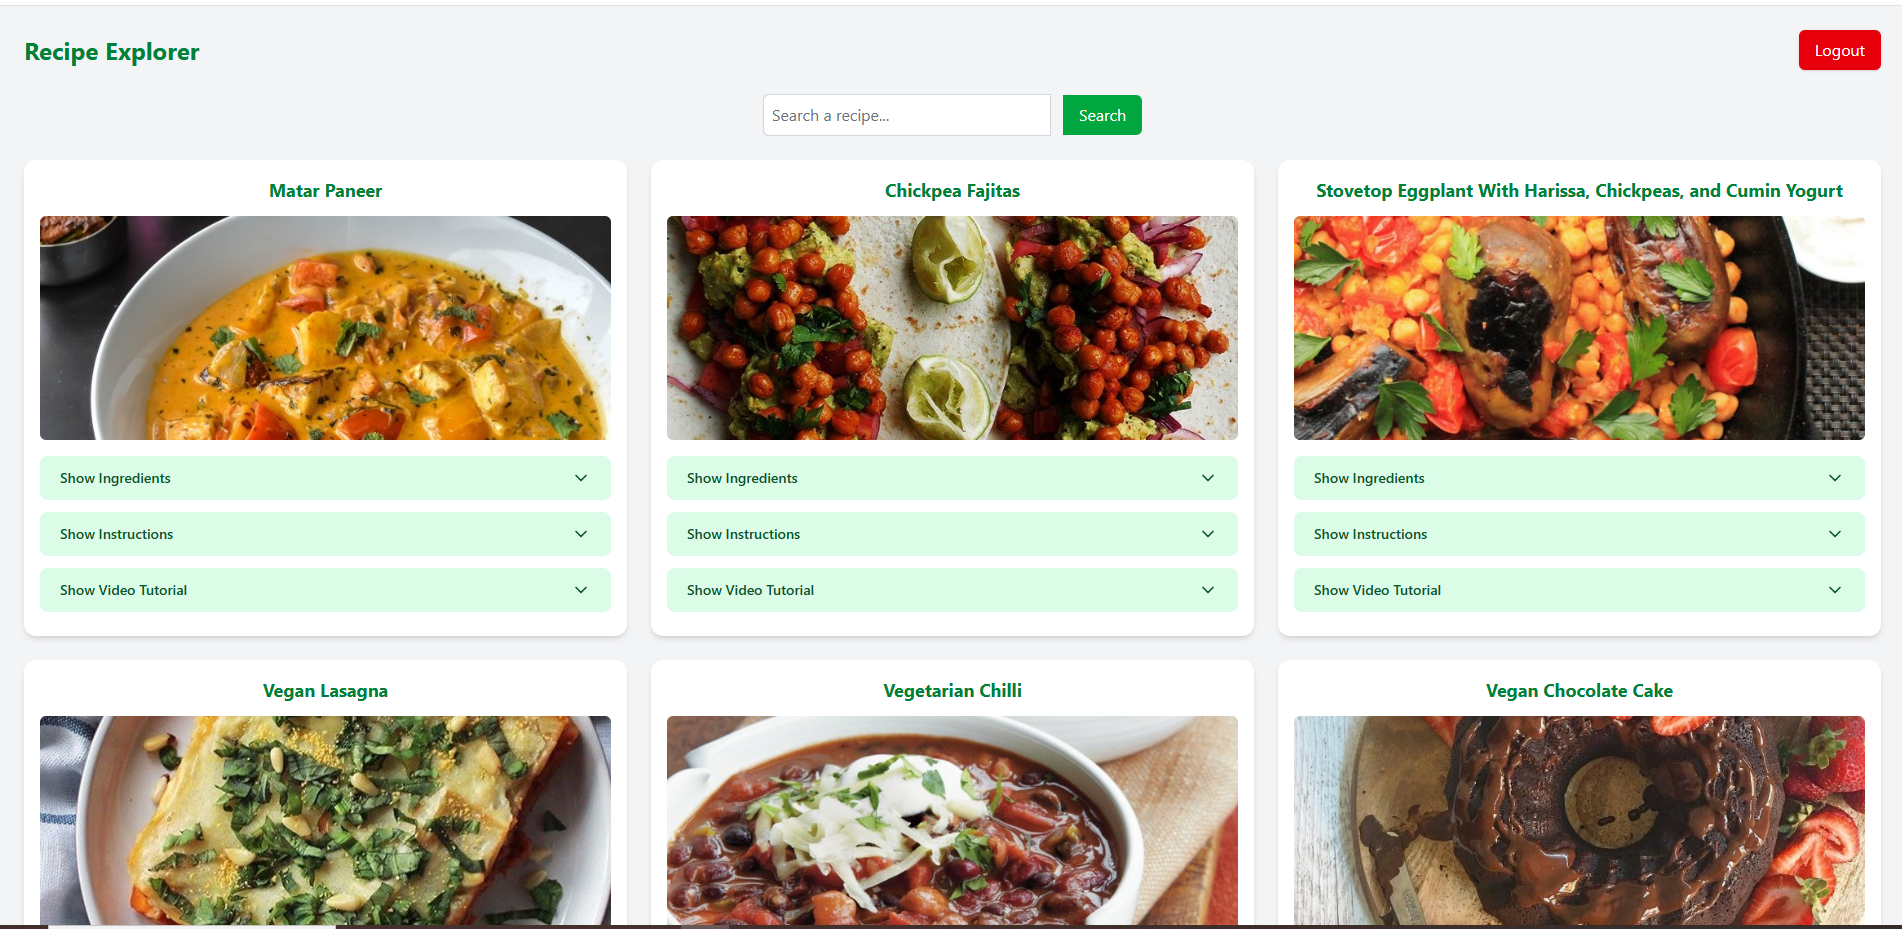 Recipe Explorer
Logout
Search a recipe...
Search
Matar Paneer
Show Ingredients
Show Instructions
Show Video Tutorial
Chickpea Fajitas
Show Ingredients
Show Instructions
Show Video Tutorial
Stovetop Eggplant With Harissa, Chickpeas, and Cumin Yogurt
Show Ingredients
Show Instructions
Show Video Tutorial
Vegan Lasagna
Vegetarian Chilli
Vegan Chocolate Cake